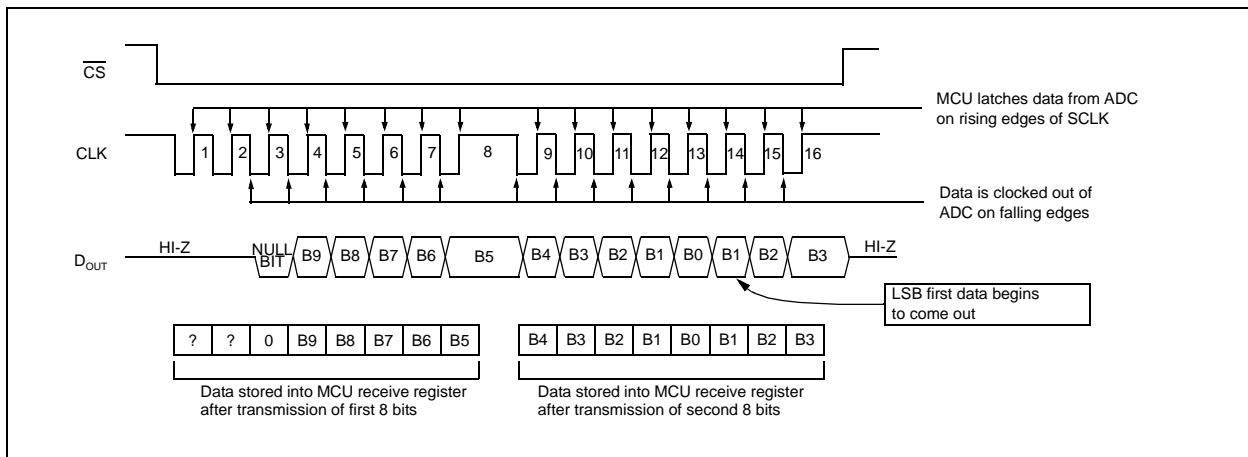 CS
MCU latches data from ADC
on rising edges of SCLK
CLK
1 2 3 4 5 6 7 8 9 10 11 12 13 14 15 16
Data is clocked out of
ADC on falling edges
DOUT
HI-Z
NULL
BIT
B9 B8 B7 B6 B5 B4 B3 B2 B1 B0 B1 B2 B3
HI-Z
LSB first data begins
to come out
? ? 0 B9 B8 B7 B6 B5
B4 B3 B2 B1 B0 B1 B2 B3
Data stored into MCU receive register
after transmission of first 8 bits
Data stored into MCU receive register
after transmission of second 8 bits